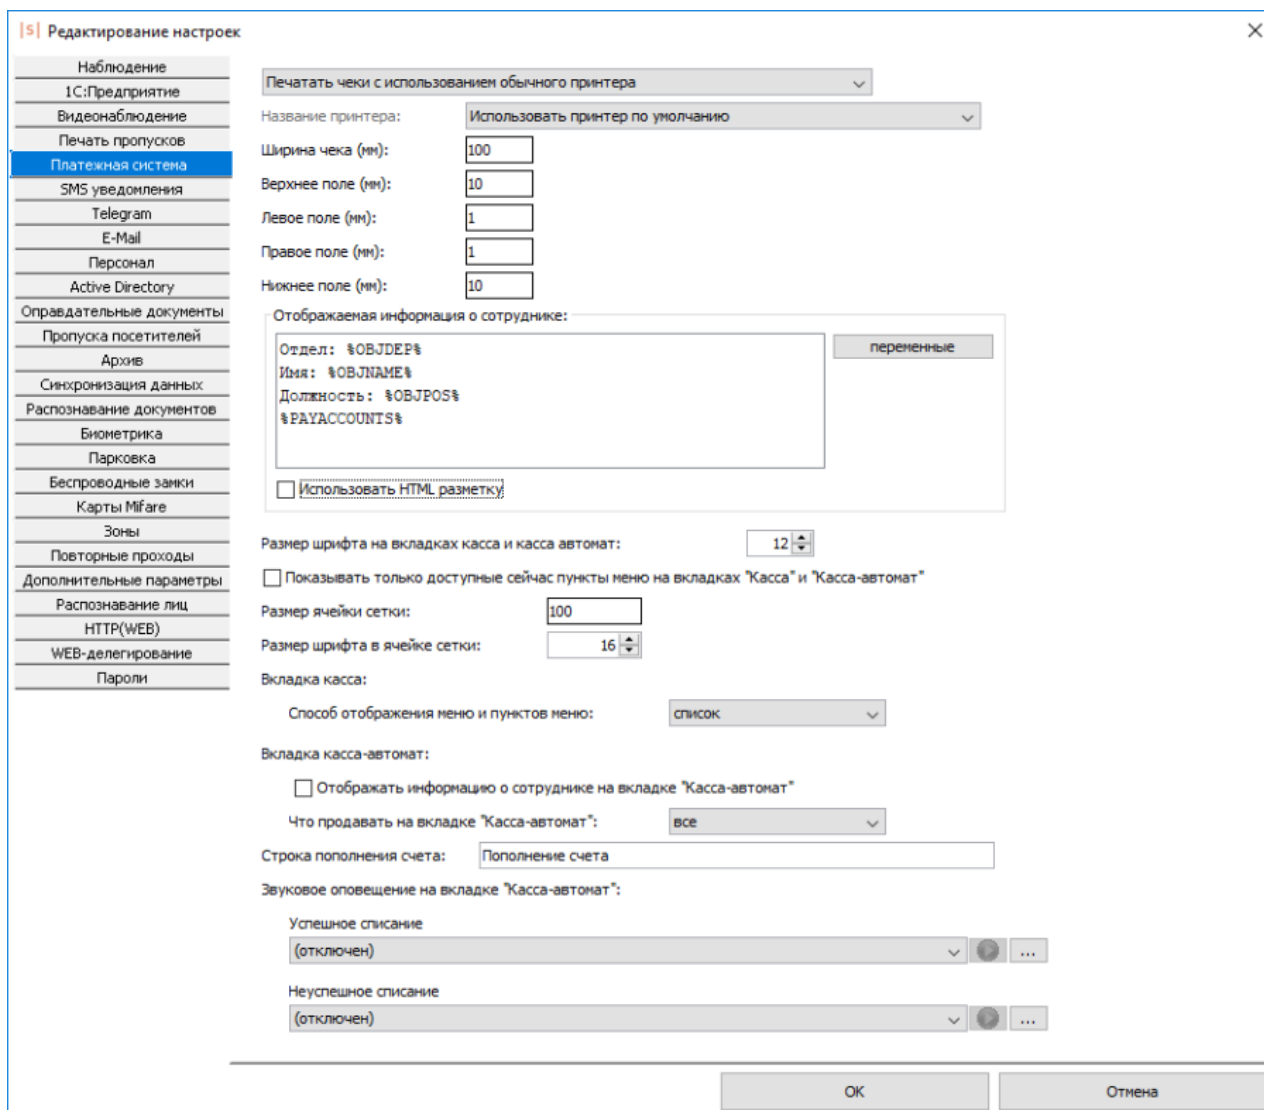 |S| Редактирование настроек
Наблюдение
1С:Предприятие
Видеонаблюдение
Печать пропусков
Платежная система
SMS уведомления
Telegram
E-Mail
Персонал
Active Directory
Оправдательные документы
Пропуска посетителей
Архив
Синхронизация данных
Распознавание документов
Биометрика
Парковка
Беспроводные замки
Карты Mifare
Зоны
Повторные проходы
Дополнительные параметры
Распознавание лиц
HTTP(WEB)
WEB-делегирование
Пароли
Печатать чеки с использованием обычного принтера
Название принтера: Использовать принтер по умолчанию
Ширина чека (мм): 100
Верхнее поле (мм): 10
Левое поле (мм): 1
Правое поле (мм): 1
Нижнее поле (мм): 10
Отображаемая информация о сотруднике:
Отдел: %OBJDEP%
Имя: %OBJNAME%
Должность: %OBJPOS%
%PAYACCOUNTS%
переменные
Использовать HTML разметку
Размер шрифта на вкладках касса и касса автомат: 12
Показывать только доступные сейчас пункты меню на вкладках "Касса" и "Касса-автомат"
Размер ячейки сетки: 100
Размер шрифта в ячейке сетки: 16
Вкладка касса:
Способ отображения меню и пунктов меню: список
Вкладка касса-автомат:
Отображать информацию о сотруднике на вкладке "Касса-автомат"
Что продавать на вкладке "Касса-автомат": все
Строка пополнения счета: Пополнение счета
Звуковое оповещение на вкладке "Касса-автомат":
Успешное списание
(отключен) ...
Неуспешное списание
(отключен) ...
OK Отмена